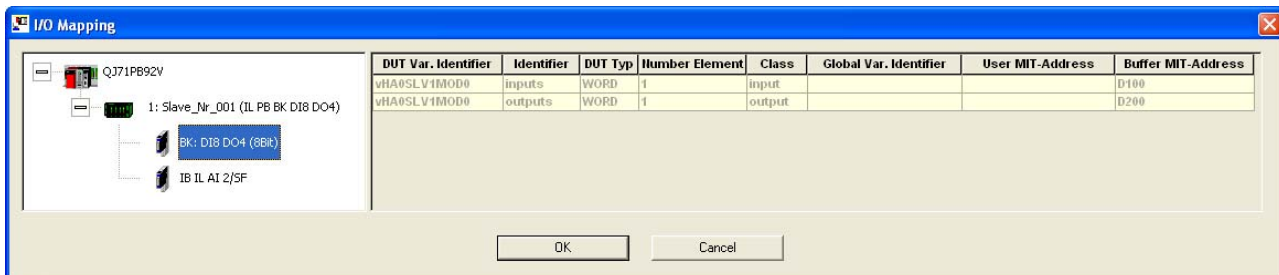 I/O Mapping
QJ71PB92V
1: Slave_Nr_001 (IL PB BK DI8 DO4)
BK: DI8 DO4 (8Bit)
IB IL AI 2/SF
DUT Var. Identifier Identifier DUT Typ Number Element Class Global Var. Identifier User MIT-Address Buffer MIT-Address
vHA0SLV1MOD0 inputs WORD 1 input D100
vHA0SLV1MOD0 outputs WORD 1 output D200
OK Cancel